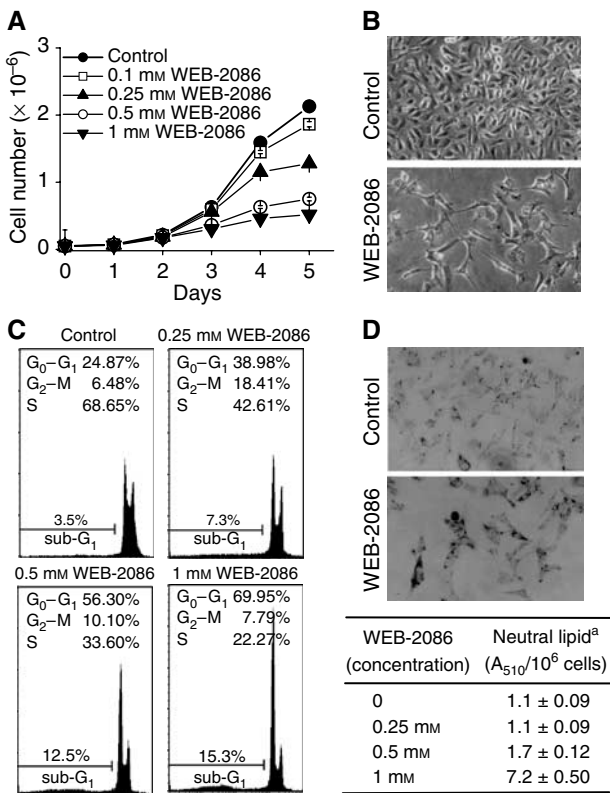 A
3
2
1
0
Cell number (× 10⁻⁶)
Control
0.1 mM WEB-2086
0.25 mM WEB-2086
0.5 mM WEB-2086
1 mM WEB-2086
0 1 2 3 4 5
Days
B
Control
WEB-2086
C
Control
G₀–G₁ 24.87%
G₂–M 6.48%
S 68.65%
3.5%
sub-G₁
0.25 mM WEB-2086
G₀–G₁ 38.98%
G₂–M 18.41%
S 42.61%
7.3%
sub-G₁
0.5 mM WEB-2086
G₀–G₁ 56.30%
G₂–M 10.10%
S 33.60%
12.5%
sub-G₁
1 mM WEB-2086
G₀–G₁ 69.95%
G₂–M 7.79%
S 22.27%
15.3%
sub-G₁
D
Control
WEB-2086
WEB-2086 Neutral lipidᵃ
(concentration) (A₅₁₀/10⁶ cells)
0 1.1 ± 0.09
0.25 mM 1.1 ± 0.09
0.5 mM 1.7 ± 0.12
1 mM 7.2 ± 0.50